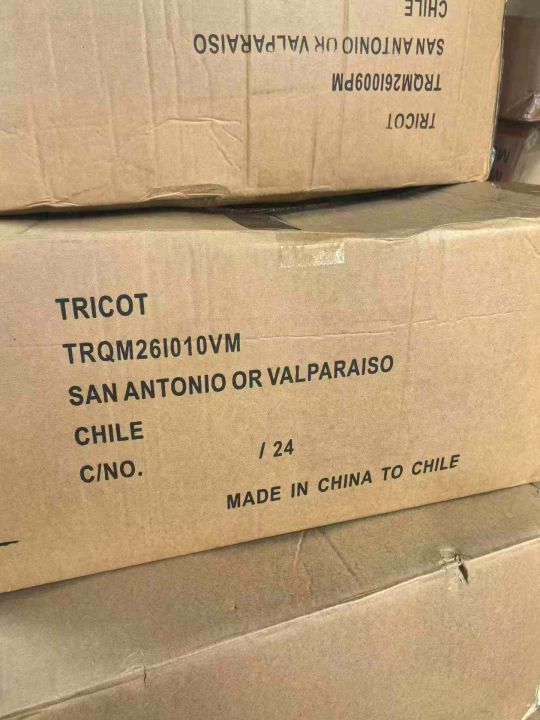 CHILE
SAN ANTONIO OR VALPARAISO
TRQM26I009PM
TRICOT
TRICOT
TRQM26I010VM
SAN ANTONIO OR VALPARAISO
CHILE
C/NO. / 24
MADE IN CHINA TO CHILE